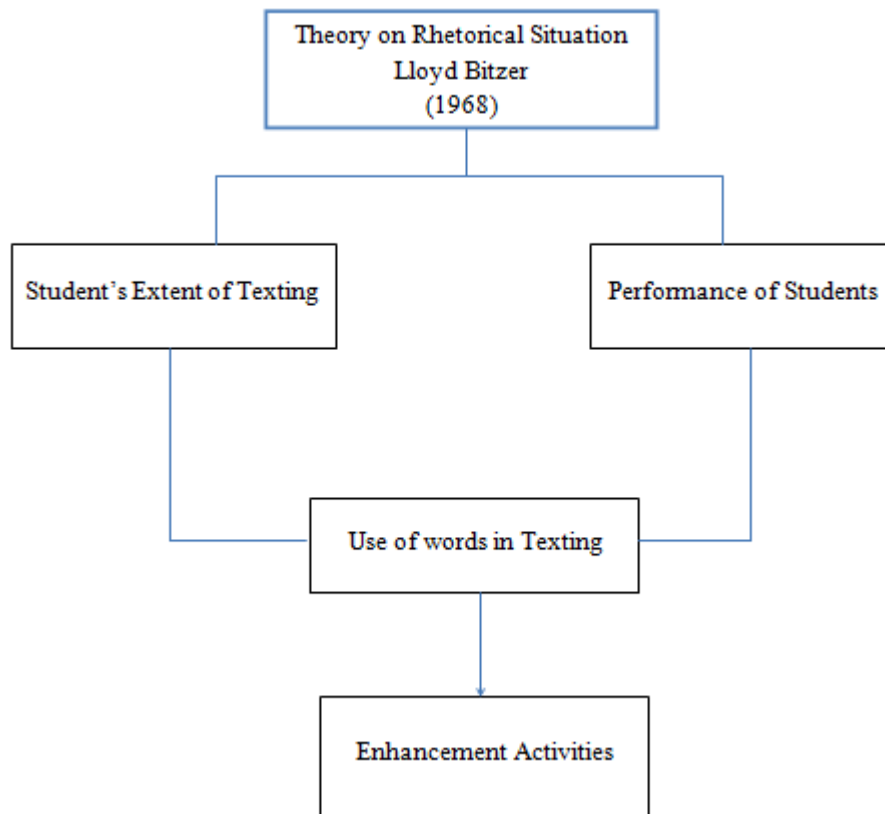 Theory on Rhetorical Situation
Lloyd Bitzer
(1968)
Student’s Extent of Texting
Performance of Students
Use of words in Texting
Enhancement Activities